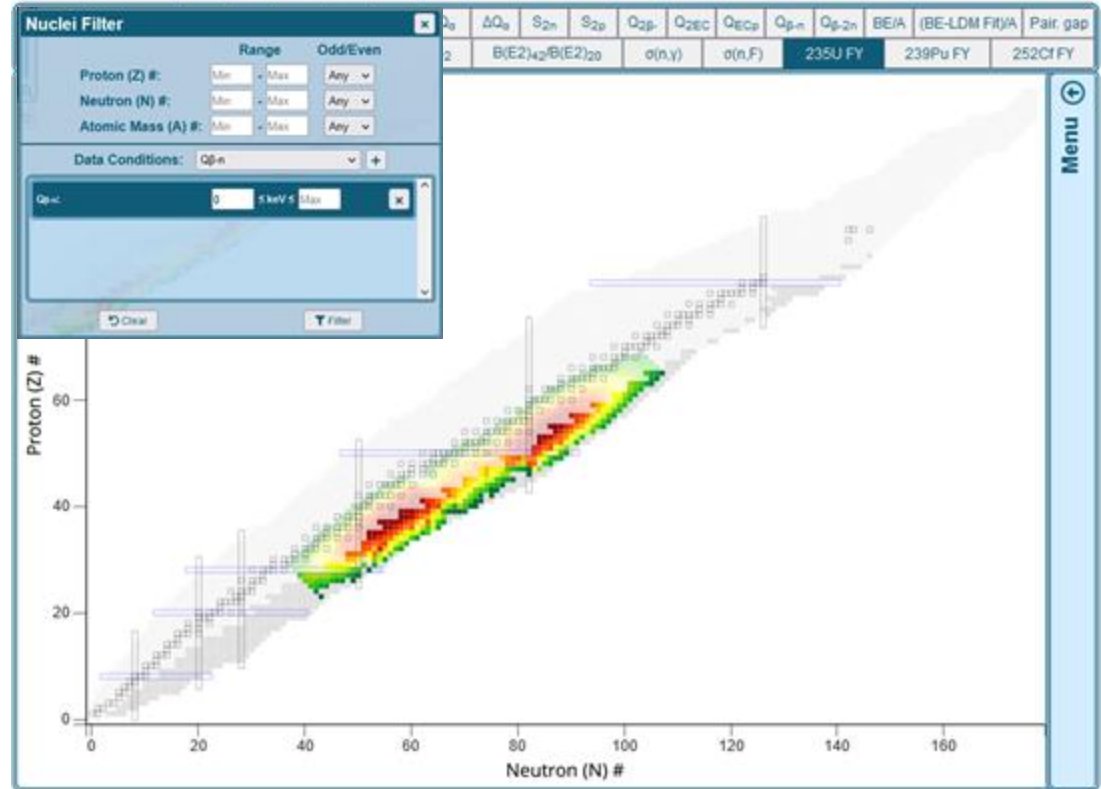 Nuclei Filter ×
Range Odd/Even
Proton (Z) #: Min - Max Any
Neutron (N) #: Min - Max Any
Atomic Mass (A) #: Min - Max Any
Data Conditions: Qβ-n +
Qβ-n: 0 ≤ keV ≤ Max ×
Clear Filter
Qα ΔQα S2n S2p Q2β- Q2EC QECp Qβ-n Qβ-2n BE/A (BE-LDM Fit)/A Pair. gap
2 B(E2)42/B(E2)20 σ(n,γ) σ(n,F) 235U FY 239Pu FY 252Cf FY
Menu
Proton (Z) #
60
40
20
0
0 20 40 60 80 100 120 140 160
Neutron (N) #